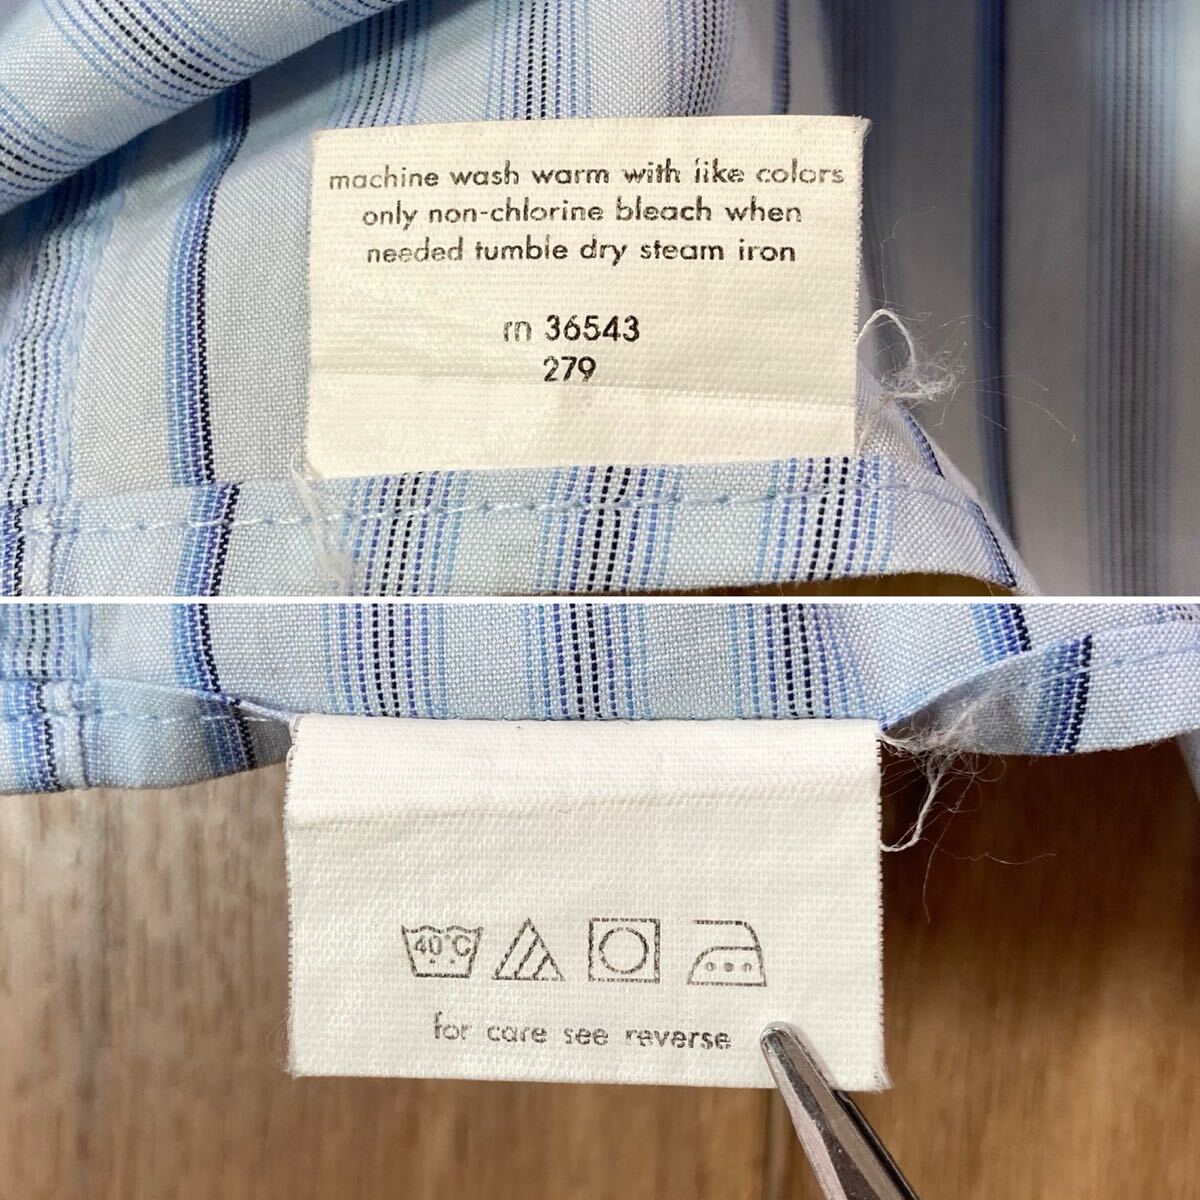 machine wash warm with like colors
only non-chlorine bleach when
needed tumble dry steam iron
rn 36543
279
40°C
for care see reverse